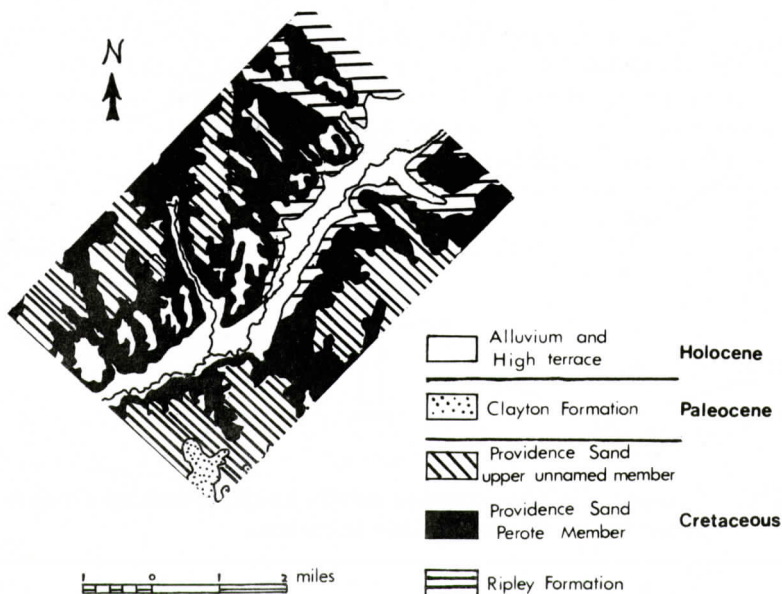 N
Alluvium and
High terrace
Holocene
Clayton Formation
Paleocene
Providence Sand
upper unnamed member
Providence Sand
Perote Member
Cretaceous
Ripley Formation
1 0 1 2 miles